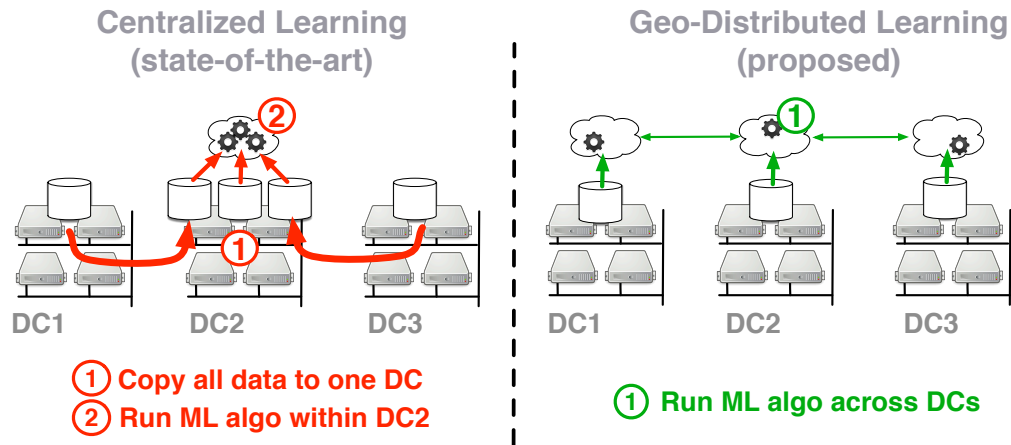 Centralized Learning
(state-of-the-art)
2
1
DC1
DC2
DC3
1 Copy all data to one DC
2 Run ML algo within DC2
Geo-Distributed Learning
(proposed)
1
DC1
DC2
DC3
1 Run ML algo across DCs